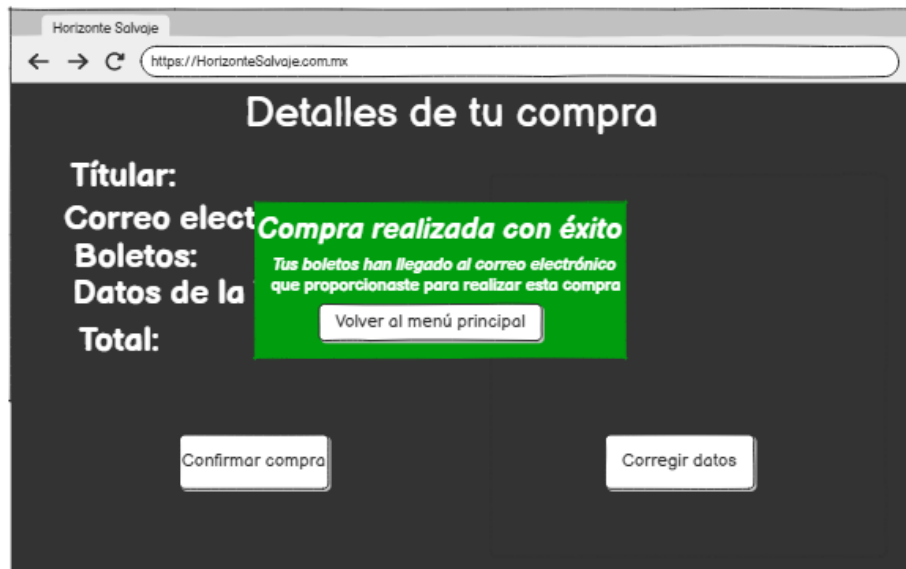 Horizonte Salvaje
https://HorizonteSalvaje.com.mx
Detalles de tu compra
Títular:
Correo elect
Boletos:
Datos de la
Total:
Compra realizada con éxito
Tus boletos han llegado al correo electrónico
que proporcionaste para realizar esta compra
Volver al menú principal
Confirmar compra
Corregir datos